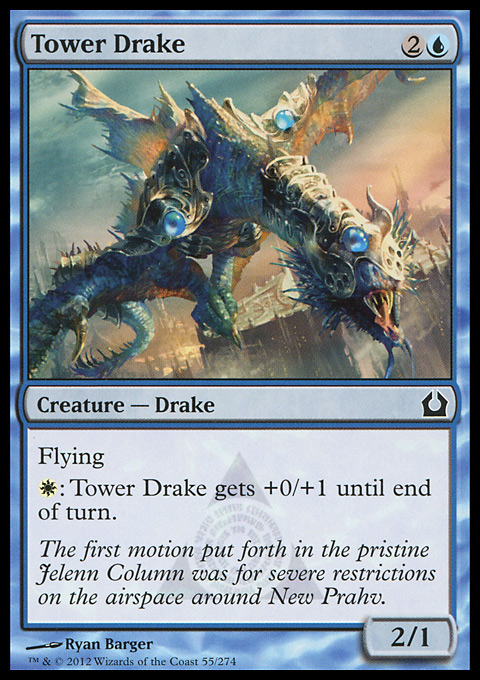 Tower Drake 2
Creature — Drake
Flying
: Tower Drake gets +0/+1 until end
of turn.
The first motion put forth in the pristine
Jelenn Column was for severe restrictions
on the airspace around New Prahv.
Ryan Barger
2/1
™ & © 2012 Wizards of the Coast 55/274